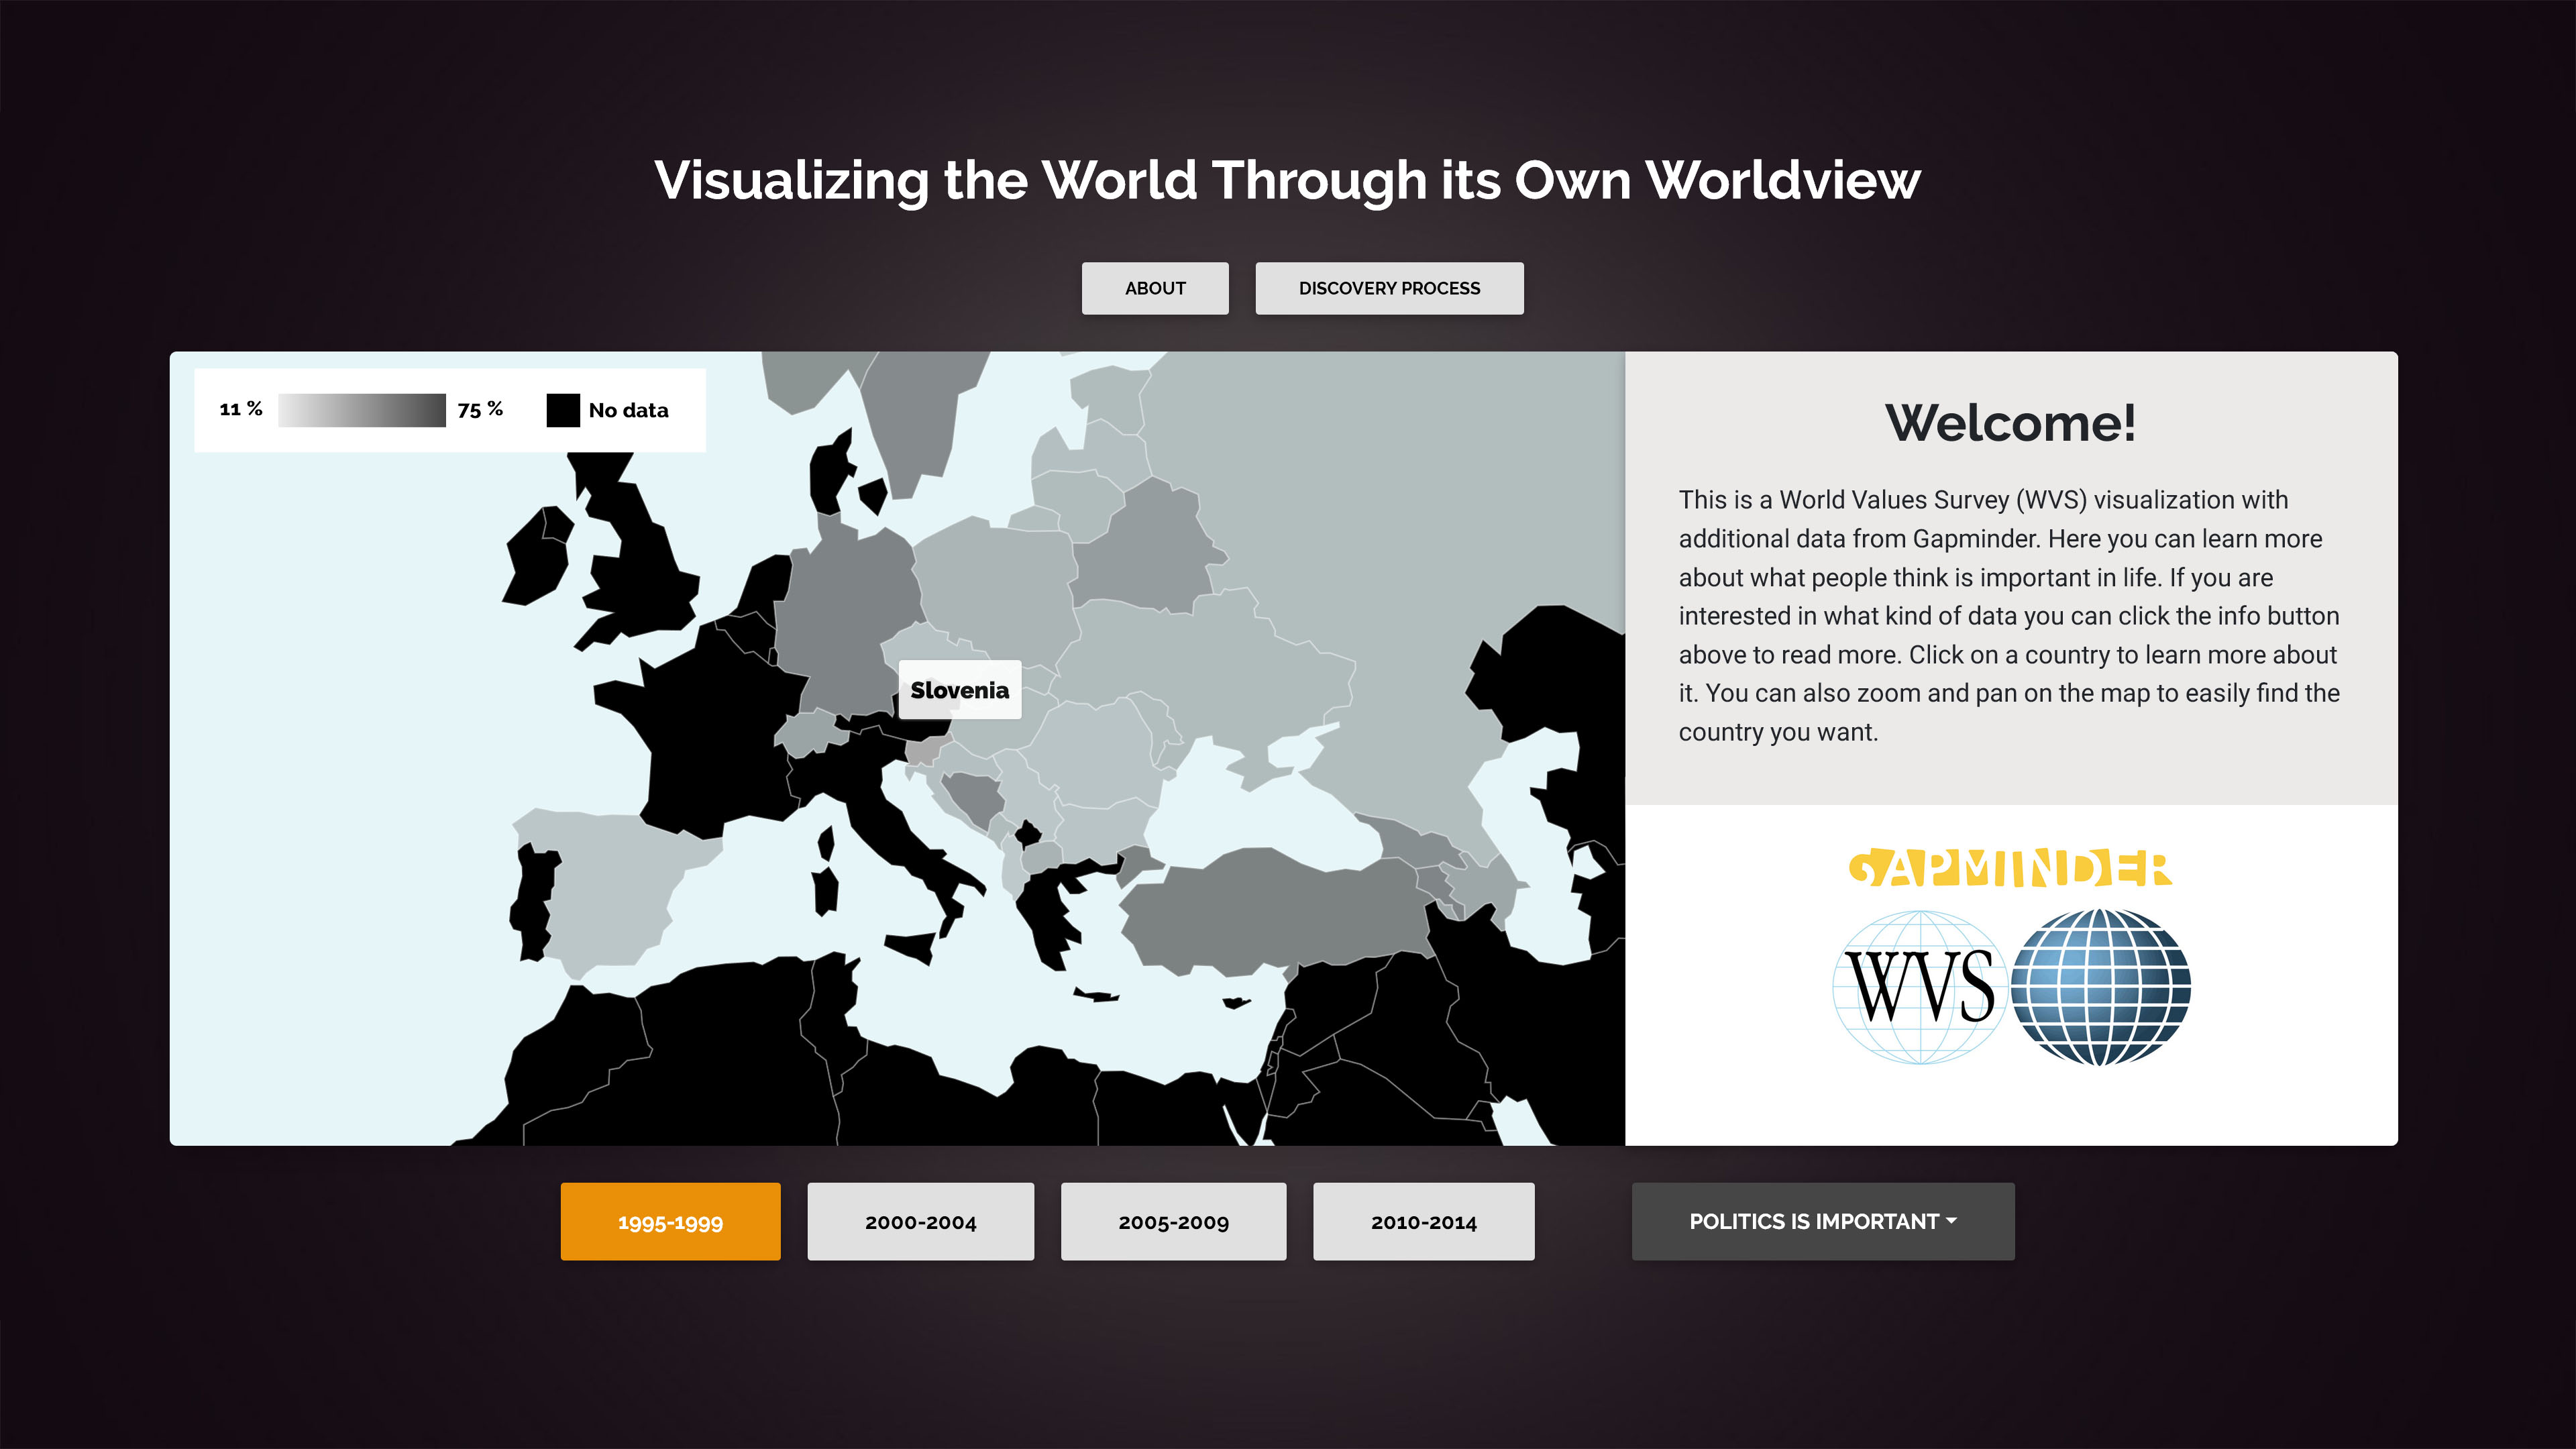 Visualizing the World Through its Own Worldview
ABOUT
DISCOVERY PROCESS
11 %
75 %
No data
Slovenia
Welcome!
This is a World Values Survey (WVS) visualization with
additional data from Gapminder. Here you can learn more
about what people think is important in life. If you are
interested in what kind of data you can click the info button
above to read more. Click on a country to learn more about
it. You can also zoom and pan on the map to easily find the
country you want.
GAPMINDER
WVS
1995-1999
2000-2004
2005-2009
2010-2014
POLITICS IS IMPORTANT